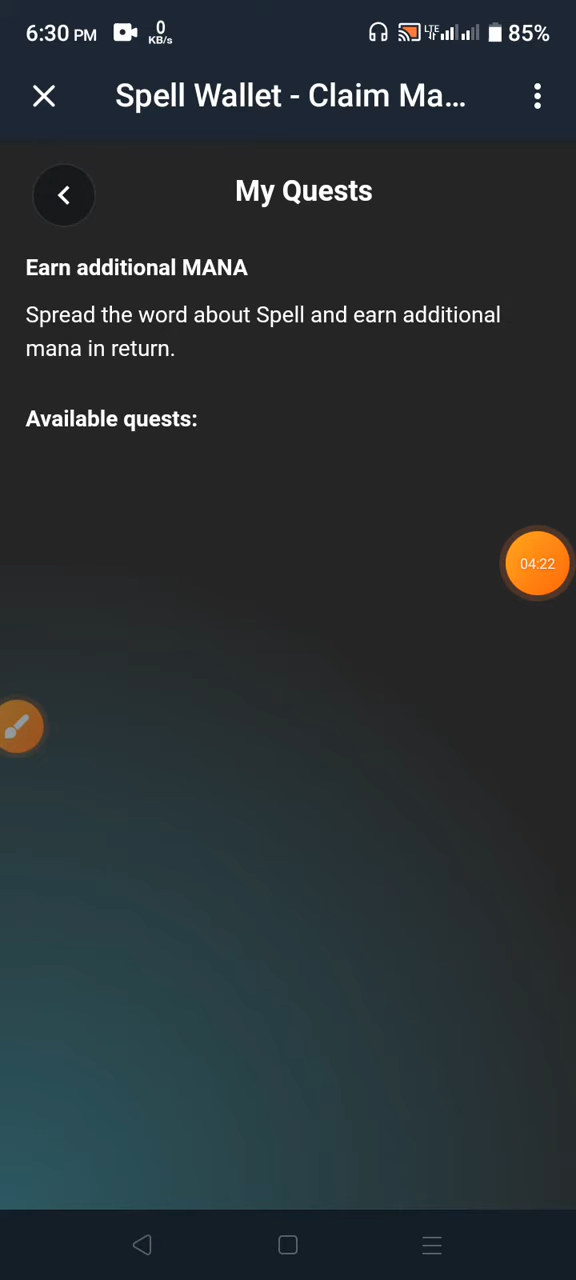 6:30 PM 0 KB/s LTE 85%
Spell Wallet - Claim Ma...
My Quests
Earn additional MANA
Spread the word about Spell and earn additional
mana in return.
Available quests:
04:22